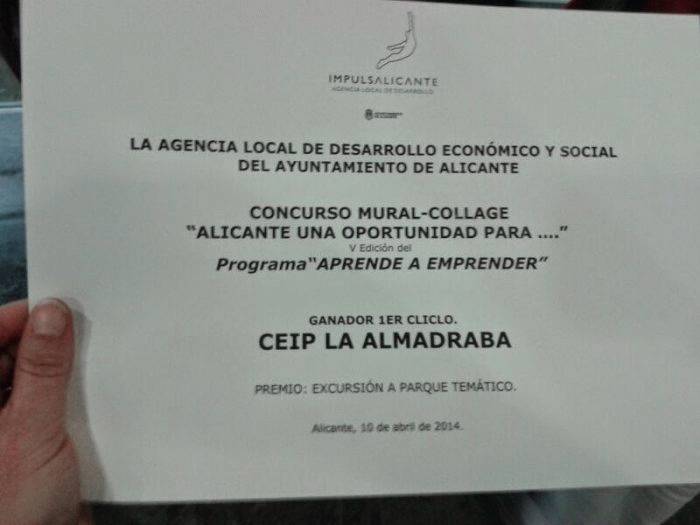 IMPULSALICANTE
AGENCIA LOCAL DE DESARROLLO
LA AGENCIA LOCAL DE DESARROLLO ECONÓMICO Y SOCIAL
DEL AYUNTAMIENTO DE ALICANTE
CONCURSO MURAL-COLLAGE
"ALICANTE UNA OPORTUNIDAD PARA ...."
V Edición del
Programa"APRENDE A EMPRENDER"
GANADOR 1ER CLICLO.
CEIP LA ALMADRABA
PREMIO: EXCURSIÓN A PARQUE TEMÁTICO.
Alicante, 10 de abril de 2014.